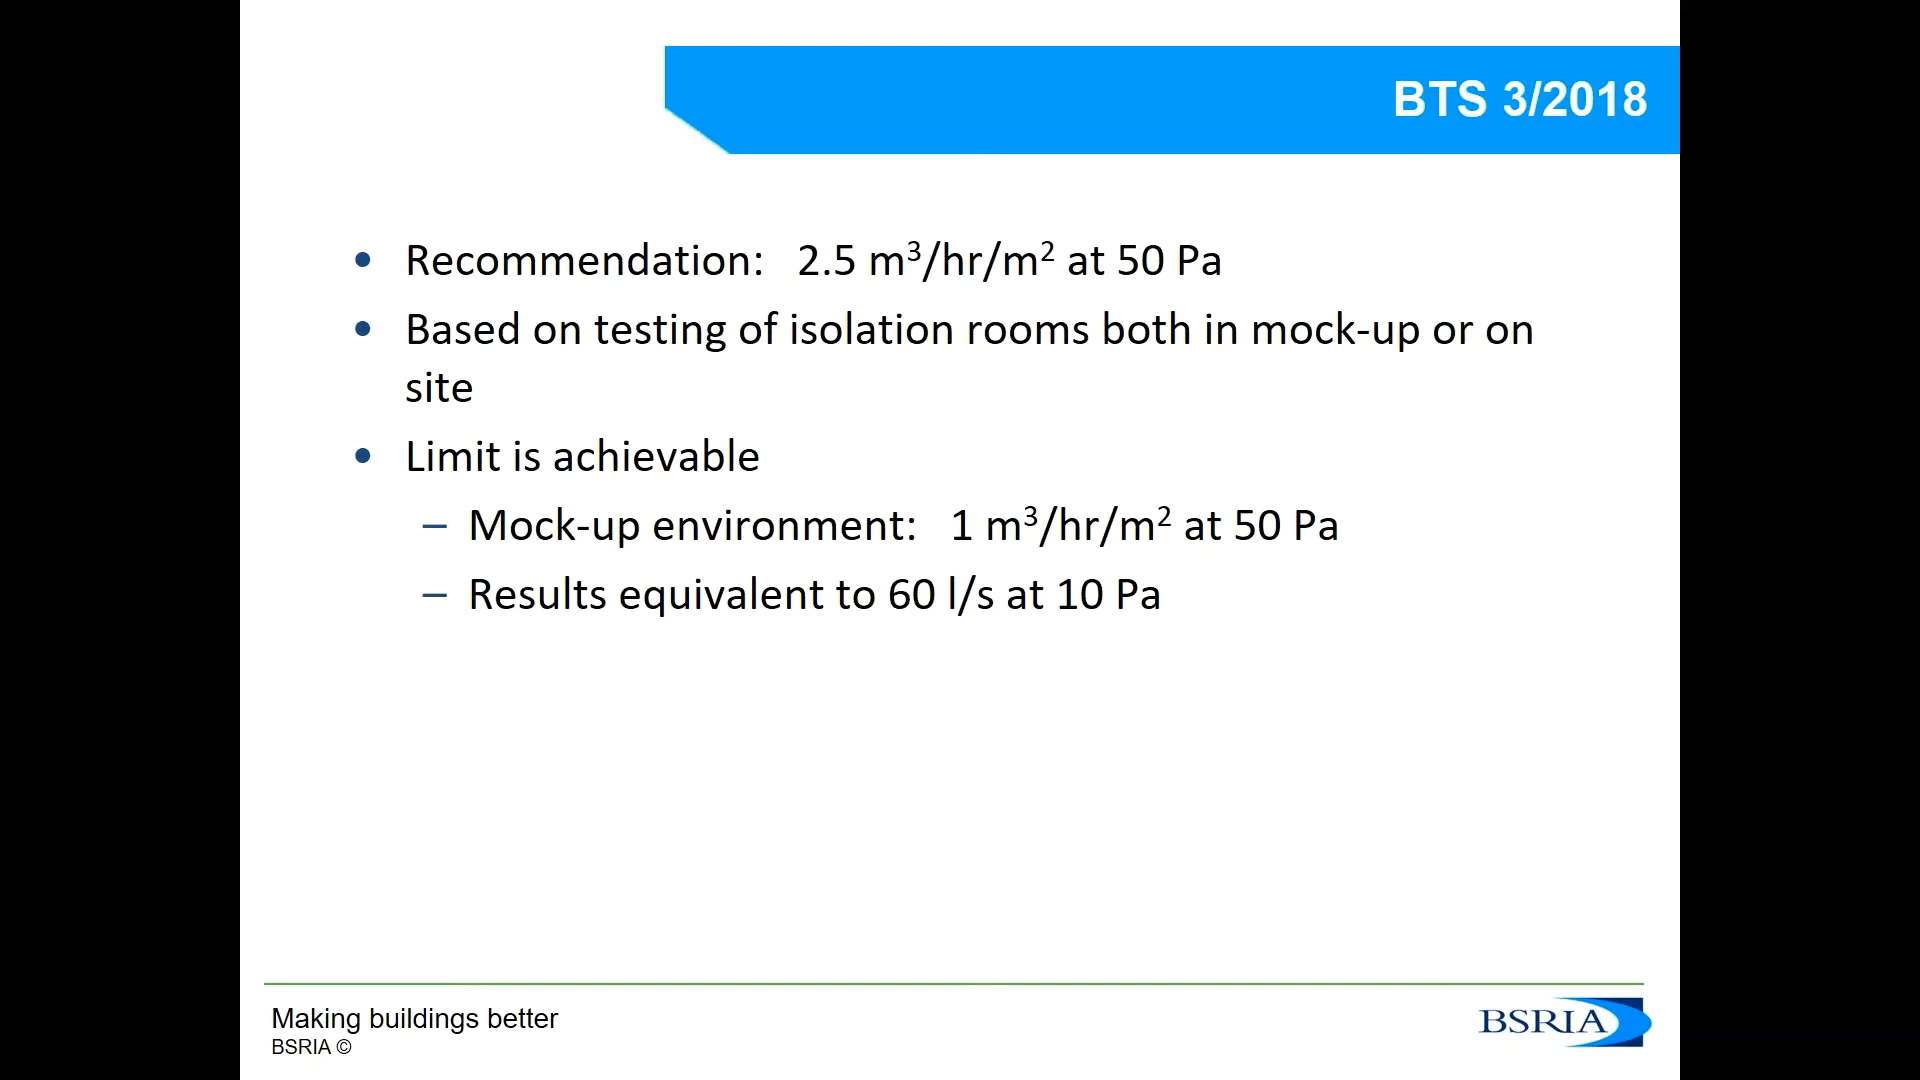 BTS 3/2018
• Recommendation: 2.5 m³/hr/m² at 50 Pa
• Based on testing of isolation rooms both in mock-up or on
site
• Limit is achievable
– Mock-up environment: 1 m³/hr/m² at 50 Pa
– Results equivalent to 60 l/s at 10 Pa
Making buildings better
BSRIA ©
BSRIA